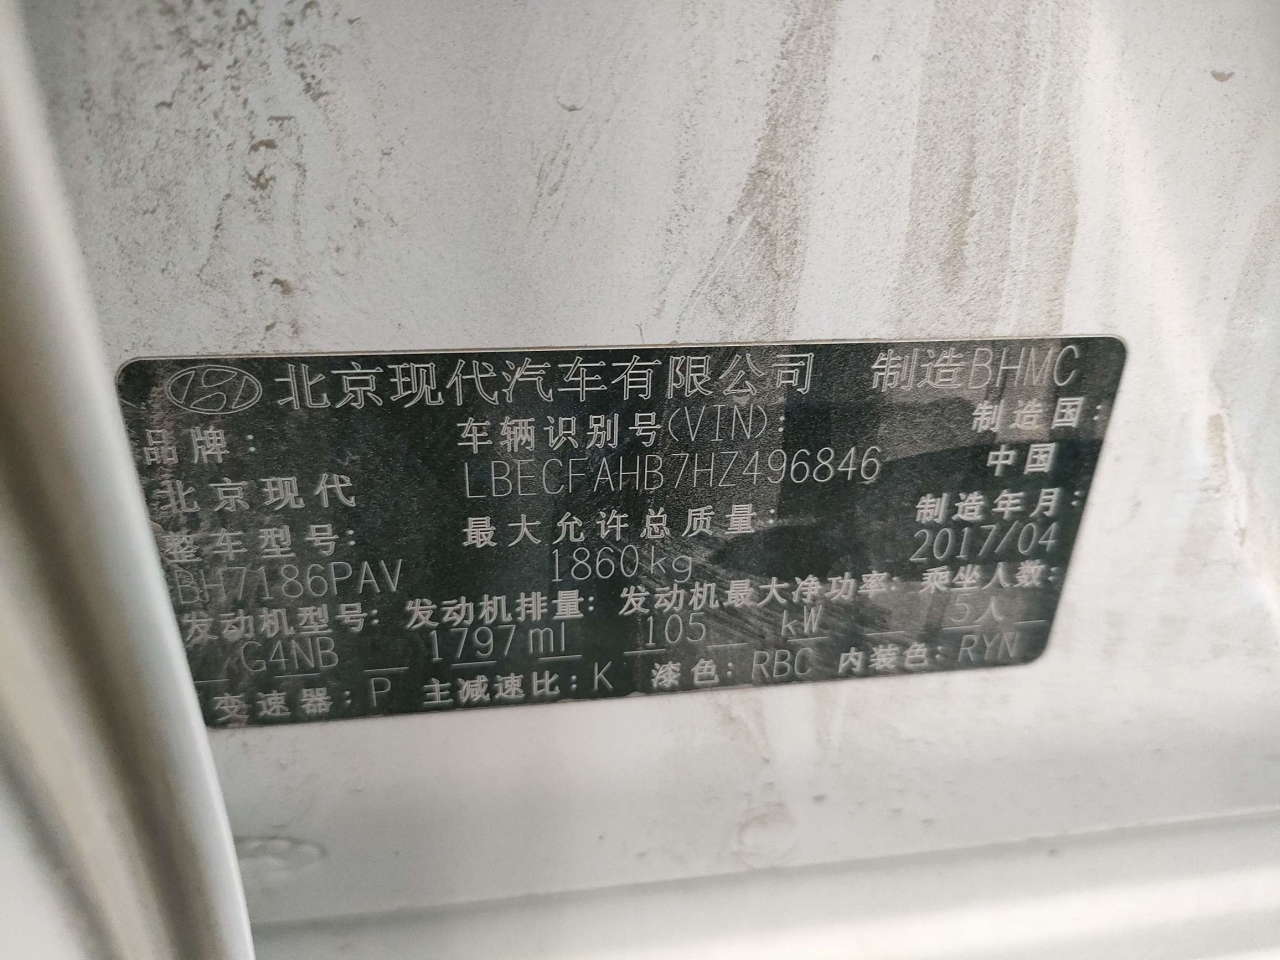 北京现代汽车有限公司 制造BHMC
品牌: 车辆识别号(VIN): 制造国:
北京现代 LBECFAHB7HZ496846 中国
整车型号: 最大允许总质量: 制造年月:
BH7186PAV 1860kg 2017/04
发动机型号: 发动机排量: 发动机最大净功率: 乘坐人数:
G4NB 1797ml 105 kW 5人
变速器: P 主减速比: K 漆色: RBC 内装色: RYN